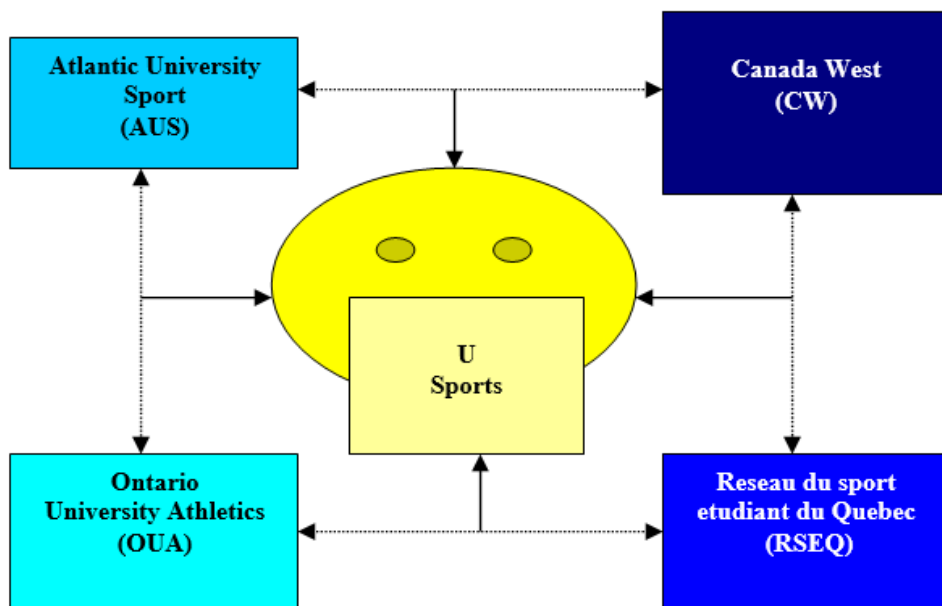 Atlantic University
Sport
(AUS)
Canada West
(CW)
U
Sports
Ontario
University Athletics
(OUA)
Reseau du sport
etudiant du Quebec
(RSEQ)